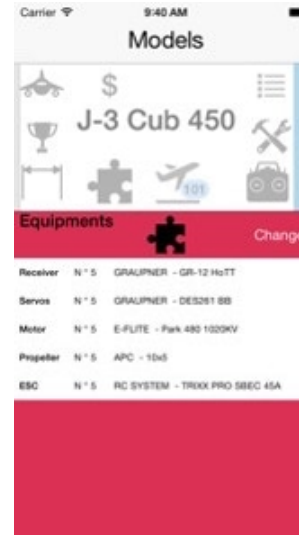 Carrier 9:40 AM
Models
$
J-3 Cub 450
101
Equipments
Change
Receiver N° 5 GRAUPNER - GR-12 HoTT
Servos N° 5 GRAUPNER - DES261 BB
Motor N° 5 E-FLITE - Park 480 1020KV
Propeller N° 5 APC - 10x5
ESC N° 5 RC SYSTEM - TRIXX PRO SBEC 45A